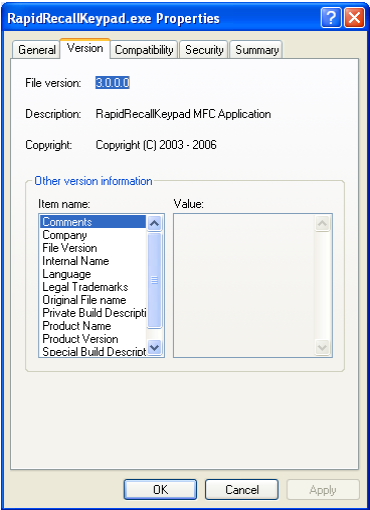 RapidRecallKeypad.exe Properties
General Version Compatibility Security Summary
File version: 3.0.0.0
Description: RapidRecallKeypad MFC Application
Copyright: Copyright (C) 2003 - 2006
Other version information
Item name: Value:
Comments
Company
File Version
Internal Name
Language
Legal Trademarks
Original File name
Private Build Descripti
Product Name
Product Version
Special Build Descript
OK Cancel Apply